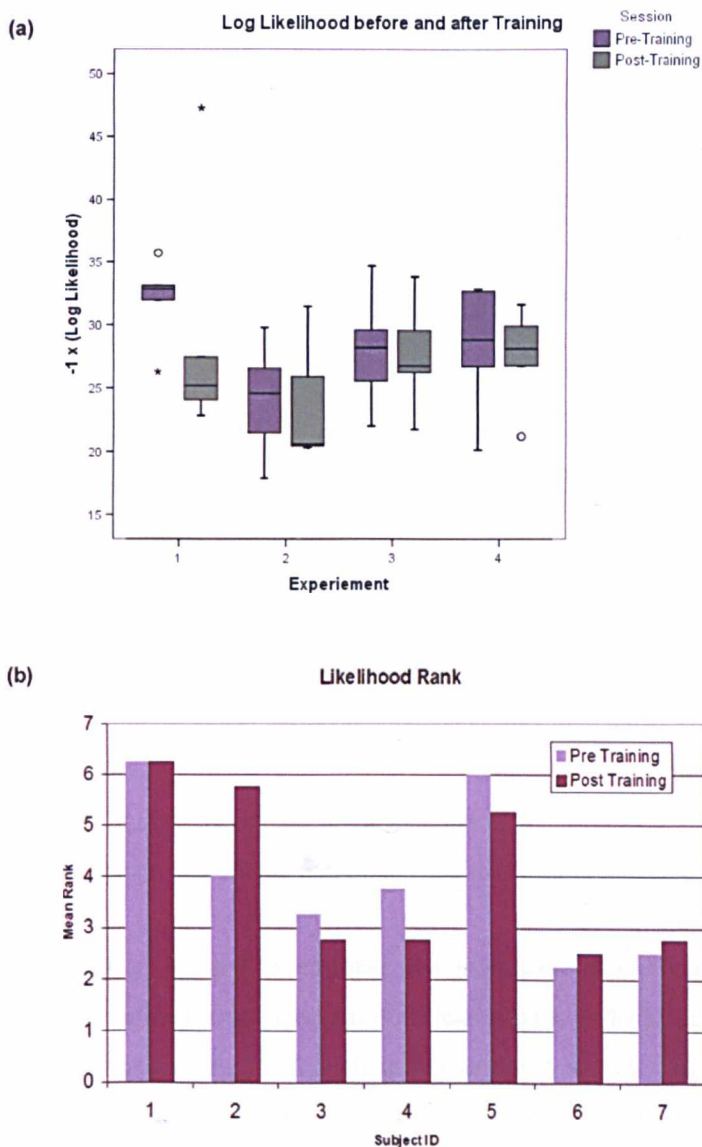 (a)
Log Likelihood before and after Training
Session
Pre-Training
Post-Training
50
45
40
35
30
25
20
15
-1 x (Log Likelihood)
1 2 3 4
Experiement
(b)
Likelihood Rank
7
6
5
4
3
2
1
0
Mean Rank
Pre Training
Post Training
1 2 3 4 5 6 7
Subject ID